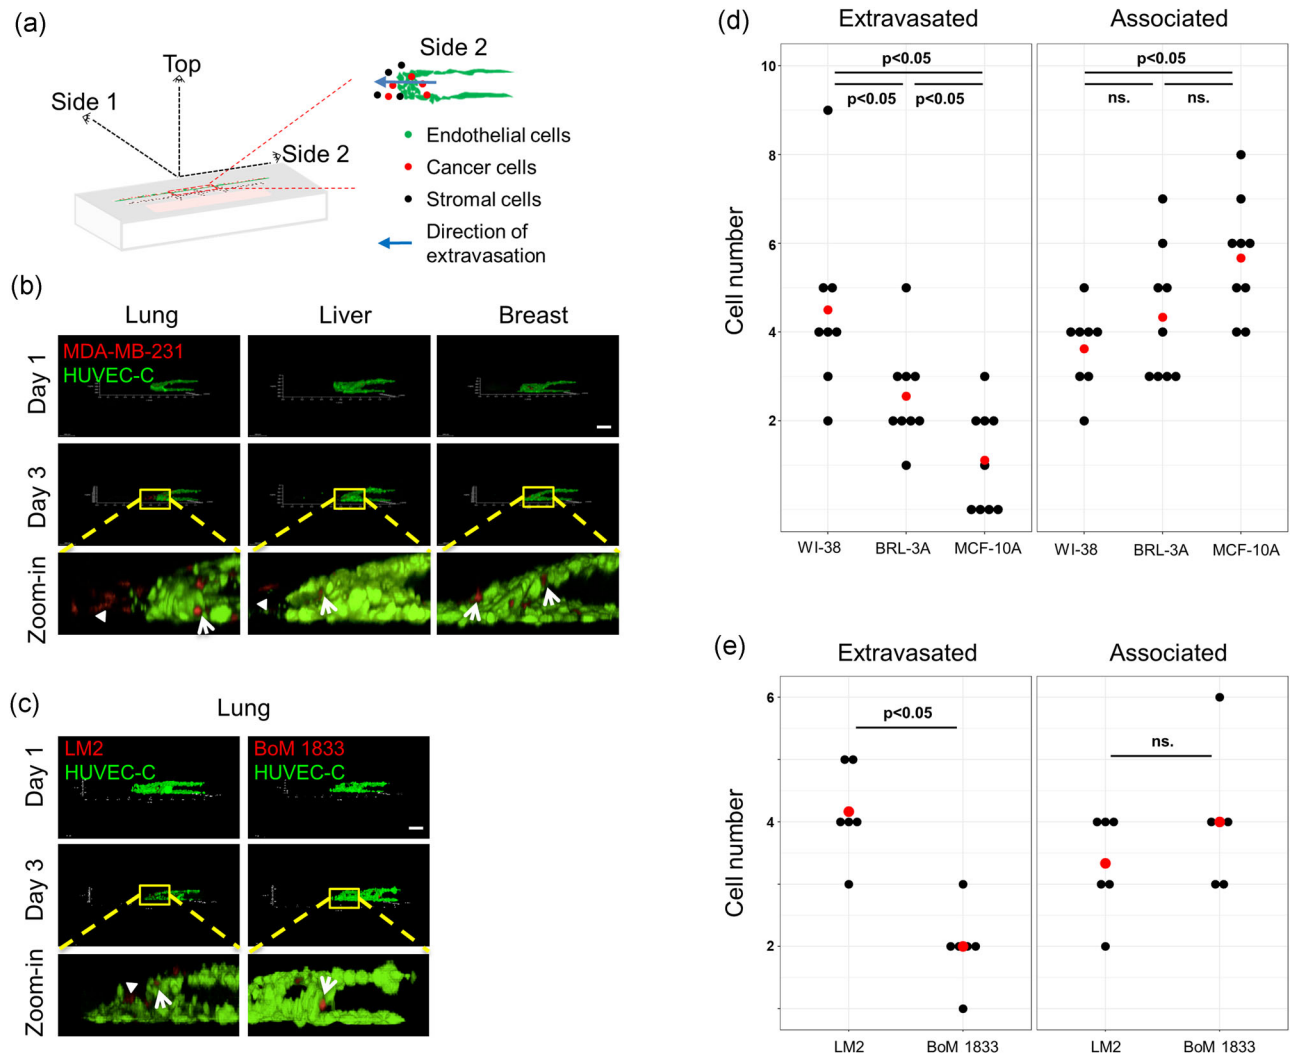 (a)
Top
Side 1
Side 2
Side 2
Endothelial cells
Cancer cells
Stromal cells
Direction of
extravasation
(b)
Lung
Liver
Breast
Day 1
MDA-MB-231
HUVEC-C
Day 3
Zoom-in
(c)
Lung
Day 1
LM2
HUVEC-C
BoM 1833
HUVEC-C
Day 3
Zoom-in
(d)
Extravasated
Associated
Cell number
10
8
6
4
2
p<0.05
p<0.05
p<0.05
p<0.05
ns.
ns.
WI-38
BRL-3A
MCF-10A
WI-38
BRL-3A
MCF-10A
(e)
Extravasated
Associated
Cell number
6
4
2
p<0.05
ns.
LM2
BoM 1833
LM2
BoM 1833